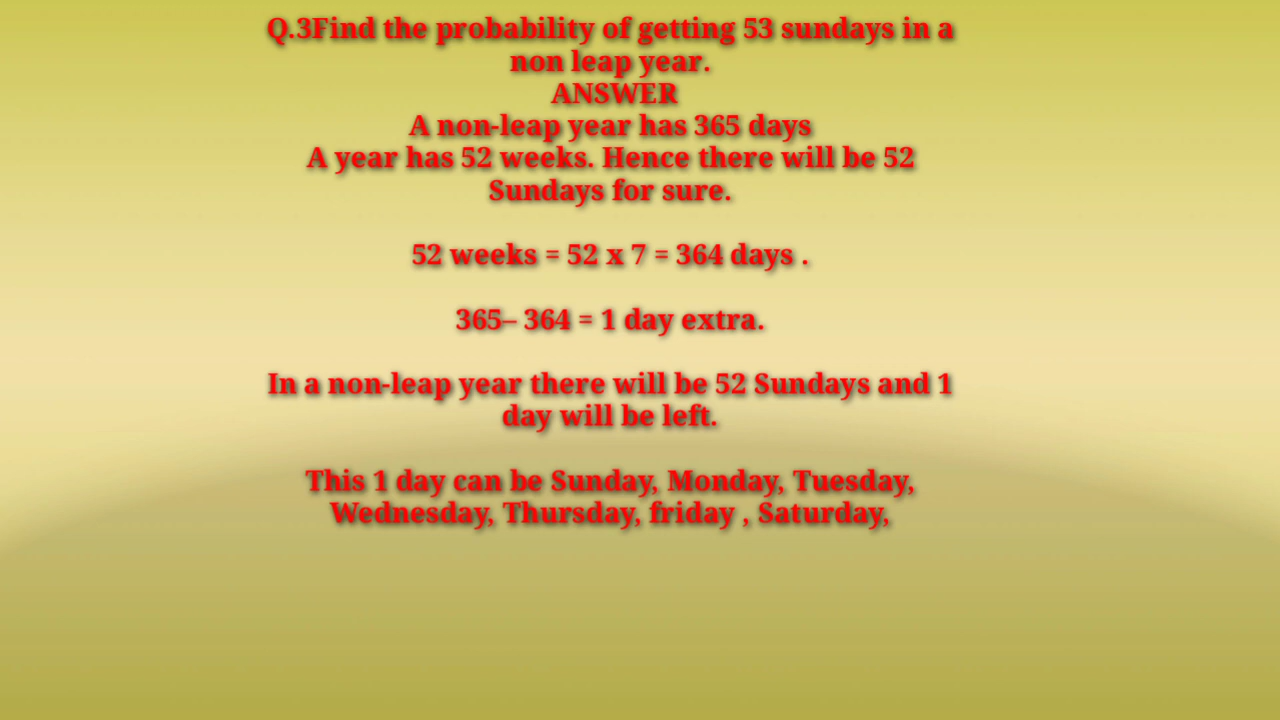 Q.3Find the probability of getting 53 sundays in a
non leap year.
ANSWER
A non-leap year has 365 days
A year has 52 weeks. Hence there will be 52
Sundays for sure.
52 weeks = 52 x 7 = 364 days .
365– 364 = 1 day extra.
In a non-leap year there will be 52 Sundays and 1
day will be left.
This 1 day can be Sunday, Monday, Tuesday,
Wednesday, Thursday, friday , Saturday,